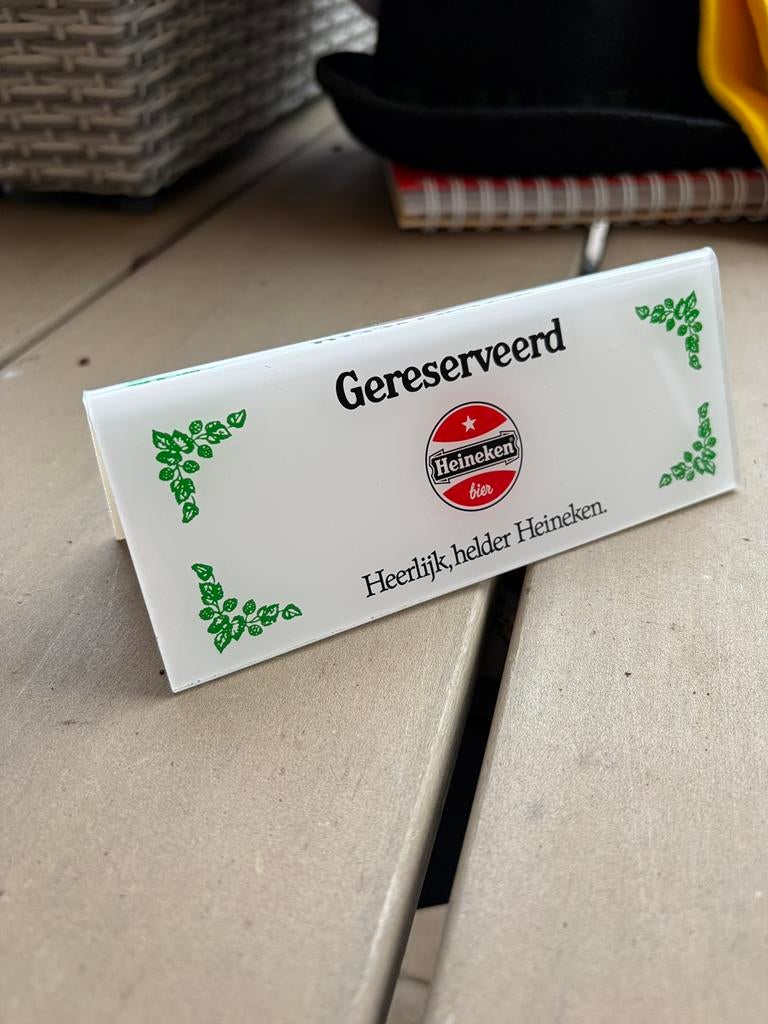 Gereserveerd
Heineken
bier
Heerlijk, helder Heineken.